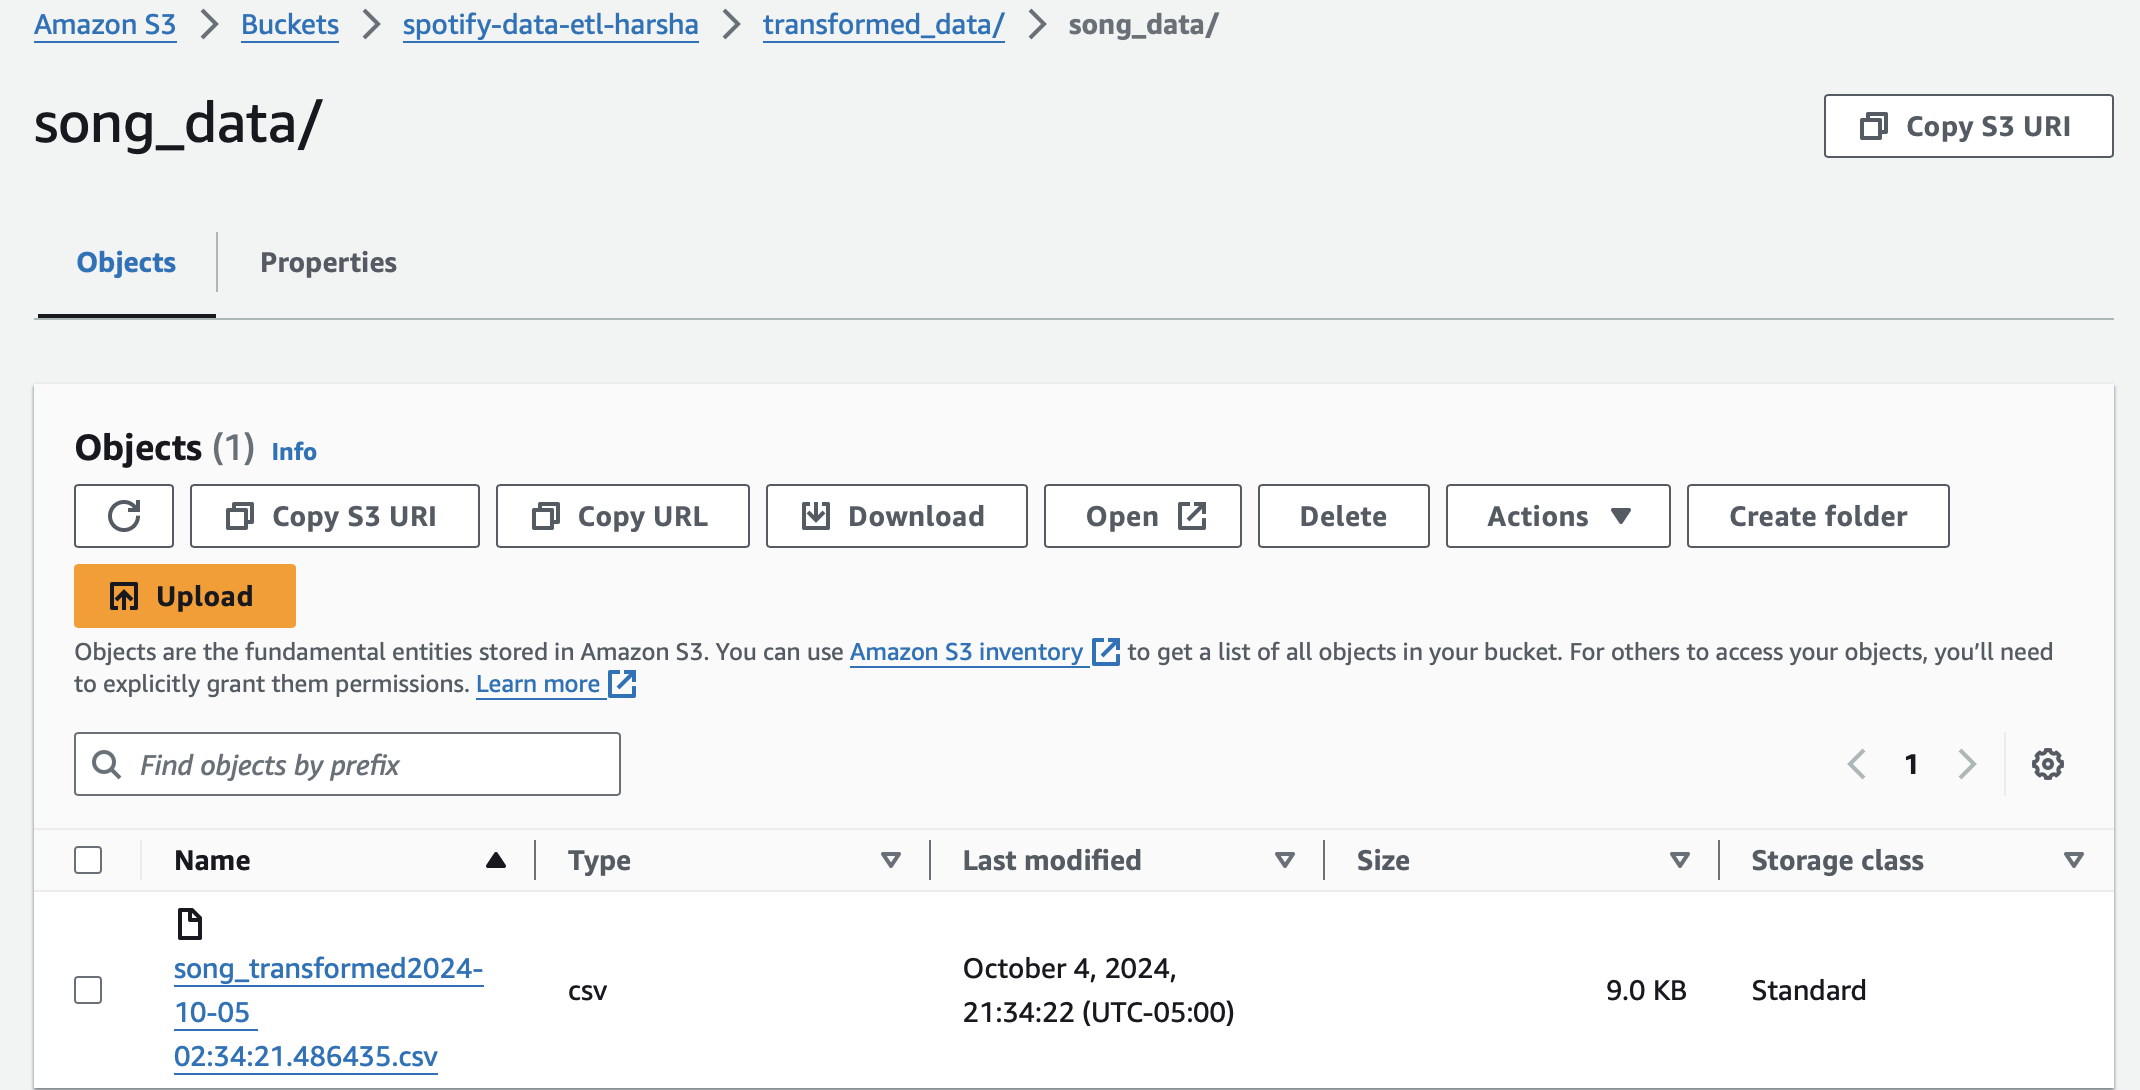 Amazon S3 > Buckets > spotify-data-etl-harsha > transformed_data/ > song_data/
song_data/
Copy S3 URI
Objects
Properties
Objects (1) Info
Copy S3 URI
Copy URL
Download
Open
Delete
Actions
Create folder
Upload
Objects are the fundamental entities stored in Amazon S3. You can use Amazon S3 inventory to get a list of all objects in your bucket. For others to access your objects, you’ll need
to explicitly grant them permissions. Learn more
Find objects by prefix
1
Name
Type
Last modified
Size
Storage class
song_transformed2024-
10-05
02:34:21.486435.csv
csv
October 4, 2024,
21:34:22 (UTC-05:00)
9.0 KB
Standard